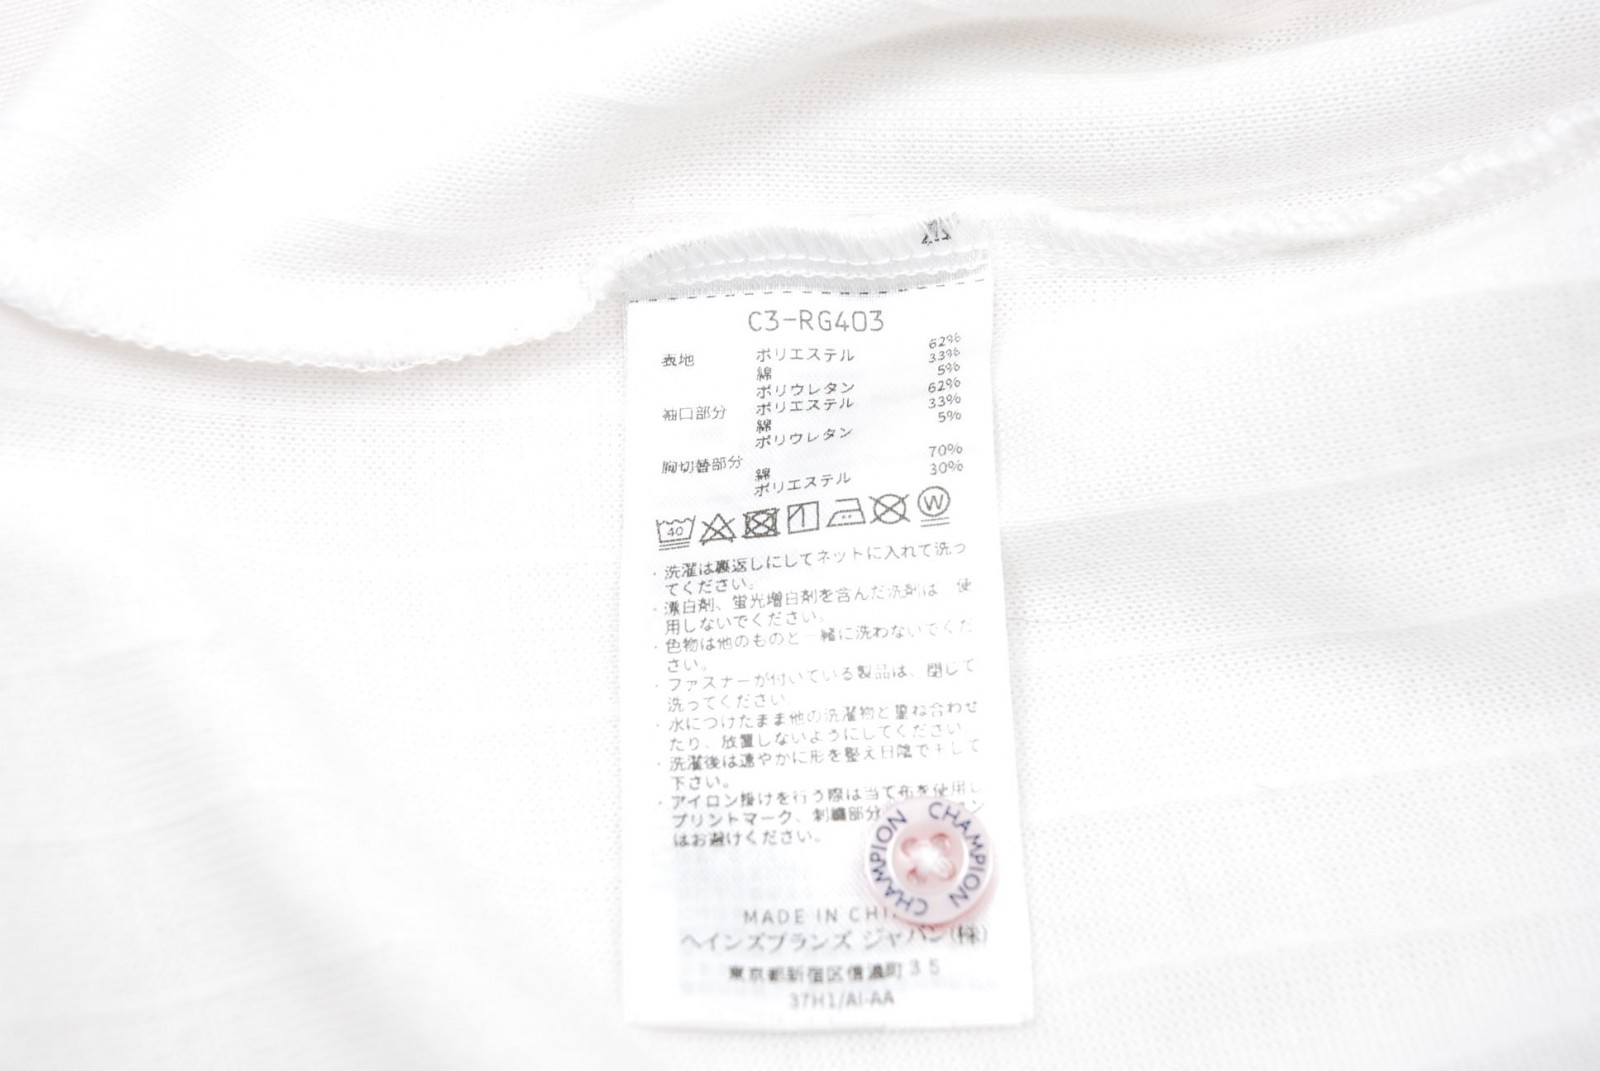 C3-RG403
表地 ポリエステル 62%
綿 33%
ポリウレタン 5%
袖口部分 ポリエステル 62%
綿 33%
ポリウレタン 5%
胸切替部分 綿 70%
ポリエステル 30%
40 W
・洗濯は裏返しにしてネットに入れて洗っ
てください。
・漂白剤、蛍光増白剤を含んだ洗剤は、使
用しないでください。
・色物は他のものと一緒に洗わないでくだ
さい。
・ファスナーが付いている製品は、閉じて
洗ってください
・水につけたまま他の洗濯物と重ね合わせ
たり、放置しないようにしてください。
・洗濯後は速やかに形を整え日陰で干して
下さい。
・アイロン掛けを行う際は当て布を使用し
プリントマーク、刺繍部分
はお避けください。
CHAMPION CHAMPION
MADE IN CHI
ヘインズブランズ ジャパン(株)
東京都新宿区信濃町35
37H1/AI-AA